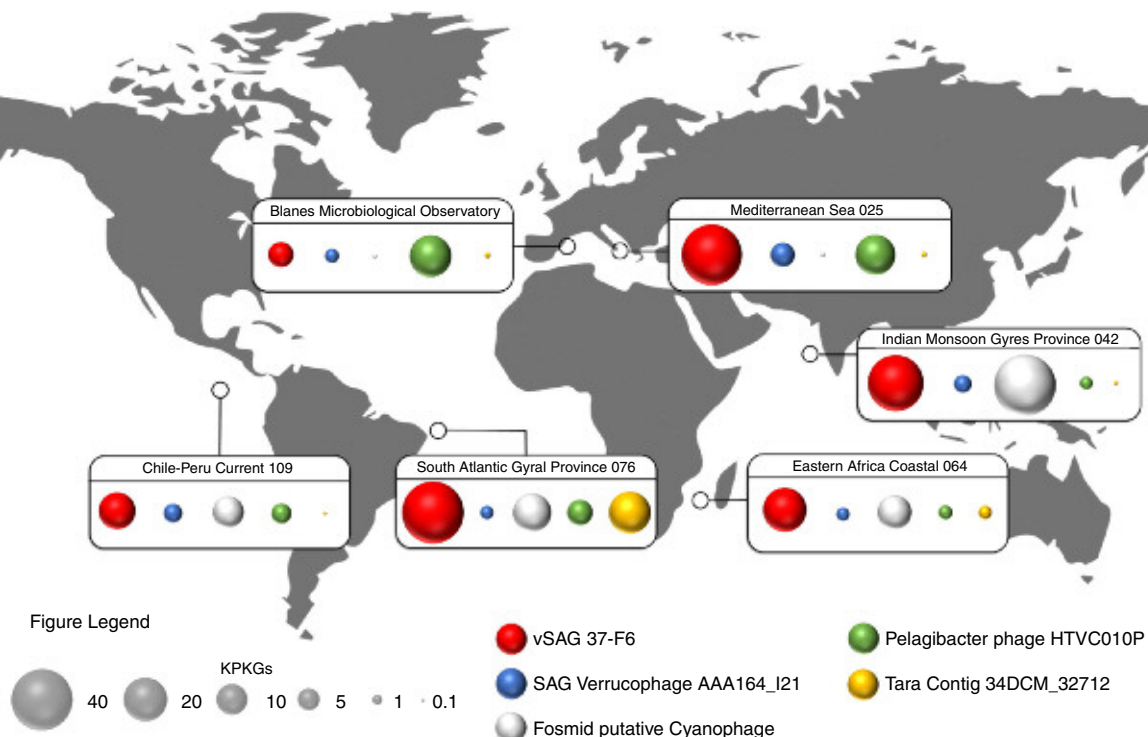 Blanes Microbiological Observatory
Mediterranean Sea 025
Indian Monsoon Gyres Province 042
Chile-Peru Current 109
South Atlantic Gyral Province 076
Eastern Africa Coastal 064
Figure Legend
KPKGs
40 20 10 5 1 0.1
vSAG 37-F6
SAG Verrucophage AAA164_I21
Fosmid putative Cyanophage
Pelagibacter phage HTVC010P
Tara Contig 34DCM_32712